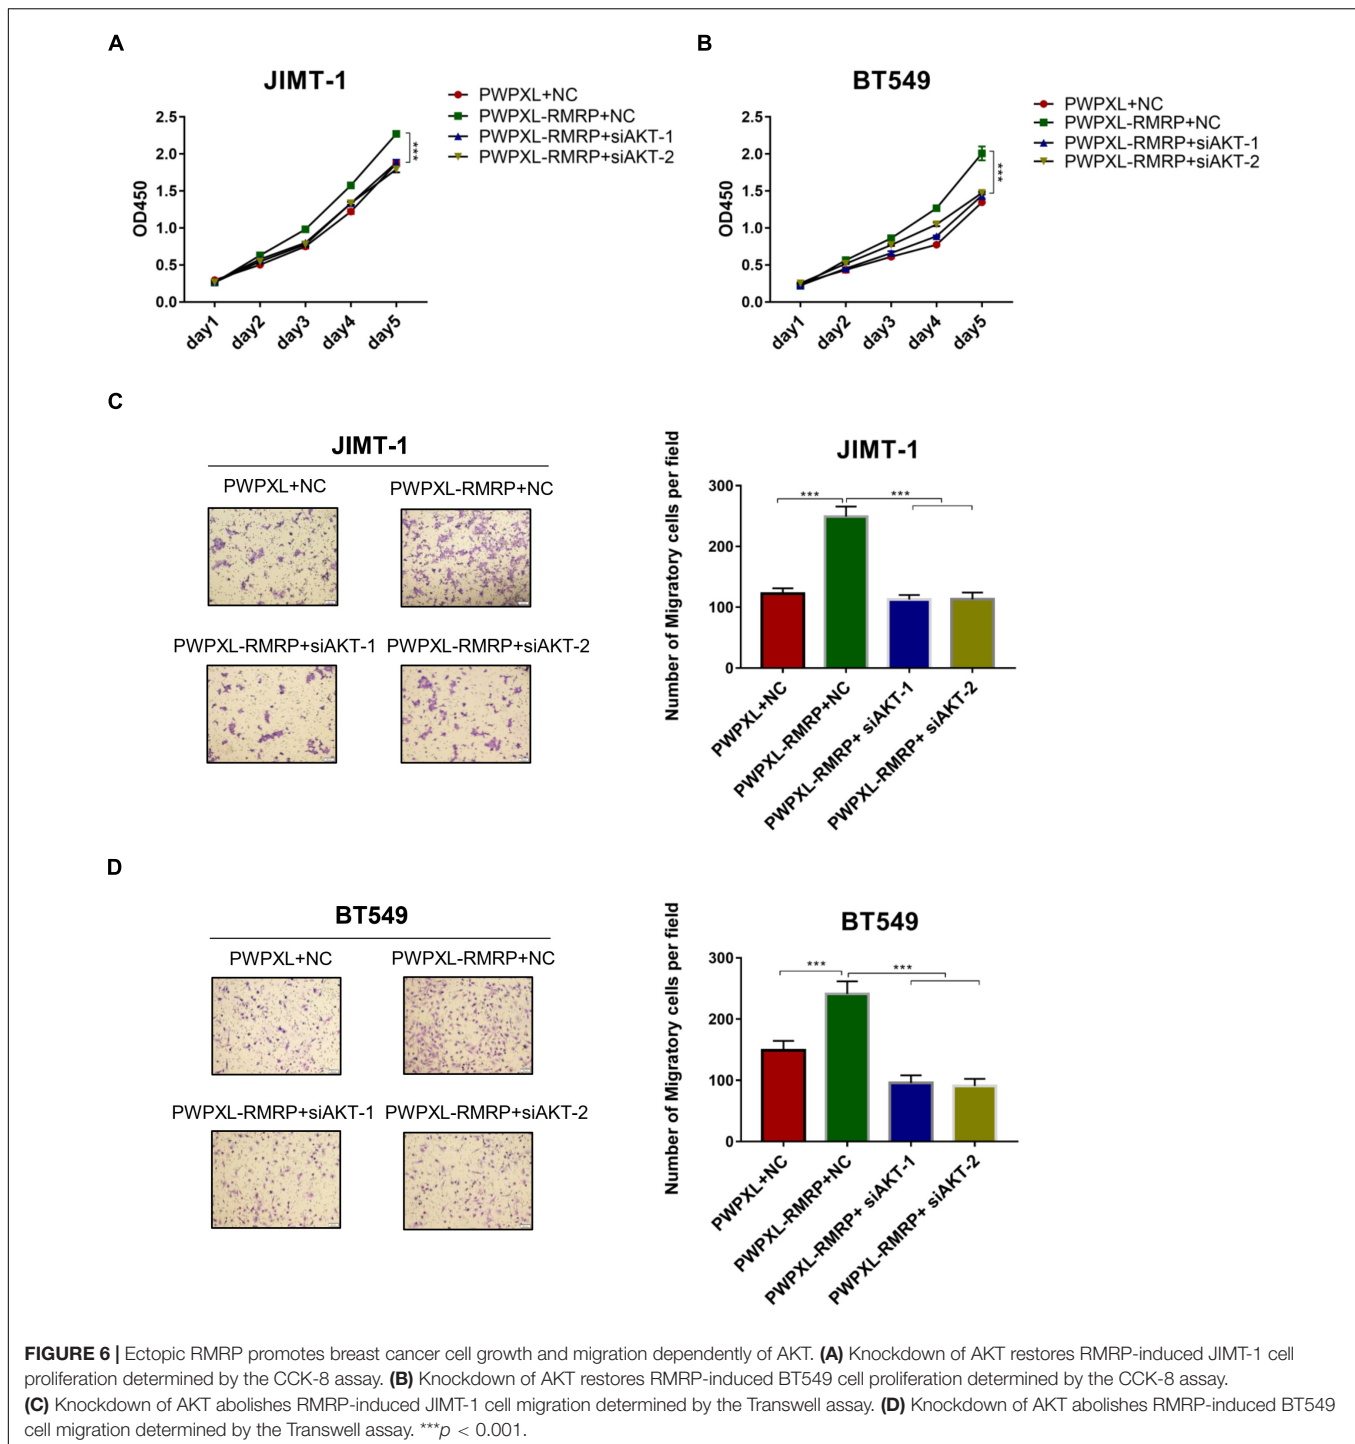 A
JIMT-1
PWPXL+NC
PWPXL-RMRP+NC
PWPXL-RMRP+siAKT-1
PWPXL-RMRP+siAKT-2
OD450
2.5
2.0
1.5
1.0
0.5
0.0
***
day1
day2
day3
day4
day5
B
BT549
PWPXL+NC
PWPXL-RMRP+NC
PWPXL-RMRP+siAKT-1
PWPXL-RMRP+siAKT-2
OD450
2.5
2.0
1.5
1.0
0.5
0.0
***
day1
day2
day3
day4
day5
C
JIMT-1
PWPXL+NC
PWPXL-RMRP+NC
PWPXL-RMRP+siAKT-1
PWPXL-RMRP+siAKT-2
JIMT-1
Number of Migratory cells per field
300
200
100
0
***
***
PWPXL+NC
PWPXL-RMRP+NC
PWPXL-RMRP+ siAKT-1
PWPXL-RMRP+ siAKT-2
D
BT549
PWPXL+NC
PWPXL-RMRP+NC
PWPXL-RMRP+siAKT-1
PWPXL-RMRP+siAKT-2
BT549
Number of Migratory cells per field
300
200
100
0
***
***
PWPXL+NC
PWPXL-RMRP+NC
PWPXL-RMRP+ siAKT-1
PWPXL-RMRP+ siAKT-2
FIGURE 6 | Ectopic RMRP promotes breast cancer cell growth and migration dependently of AKT. (A) Knockdown of AKT restores RMRP-induced JIMT-1 cell
proliferation determined by the CCK-8 assay. (B) Knockdown of AKT restores RMRP-induced BT549 cell proliferation determined by the CCK-8 assay.
(C) Knockdown of AKT abolishes RMRP-induced JIMT-1 cell migration determined by the Transwell assay. (D) Knockdown of AKT abolishes RMRP-induced BT549
cell migration determined by the Transwell assay. ***p < 0.001.